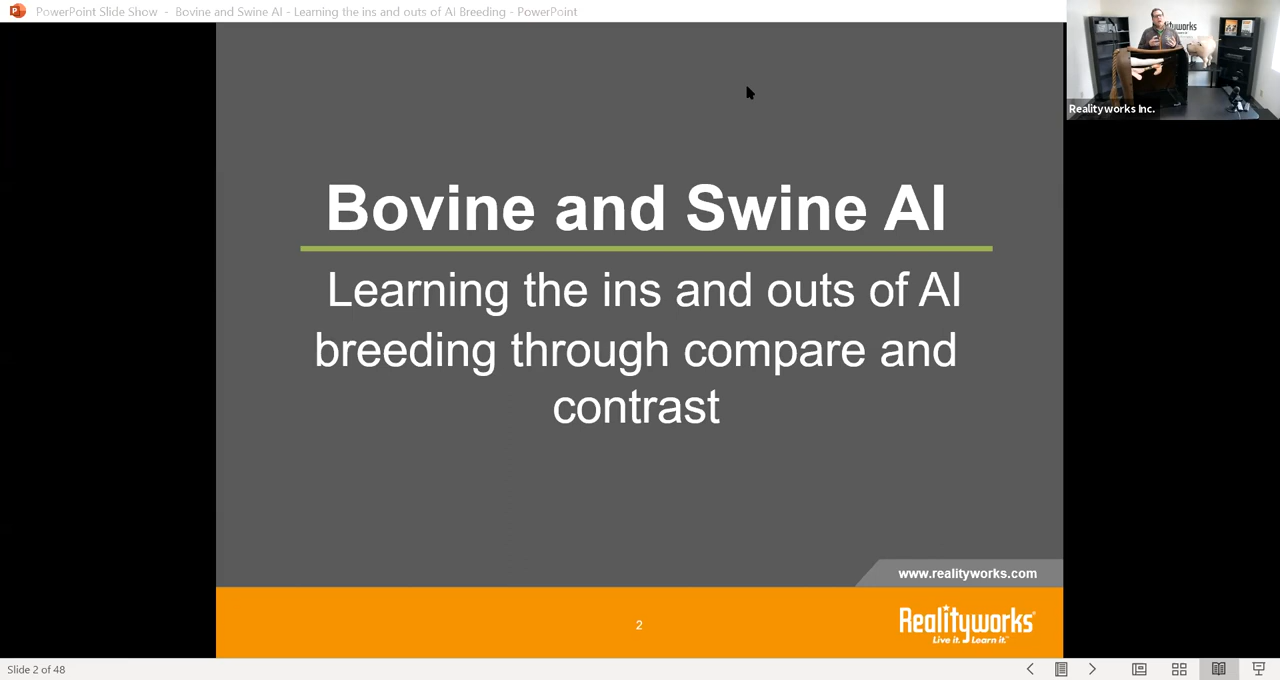 PowerPoint Slide Show - Bovine and Swine AI - Learning the ins and outs of AI Breeding - PowerPoint
Realityworks Inc.
Bovine and Swine AI
Learning the ins and outs of AI
breeding through compare and
contrast
www.realityworks.com
2
Realityworks®
Live it. Learn it.™
Slide 2 of 48